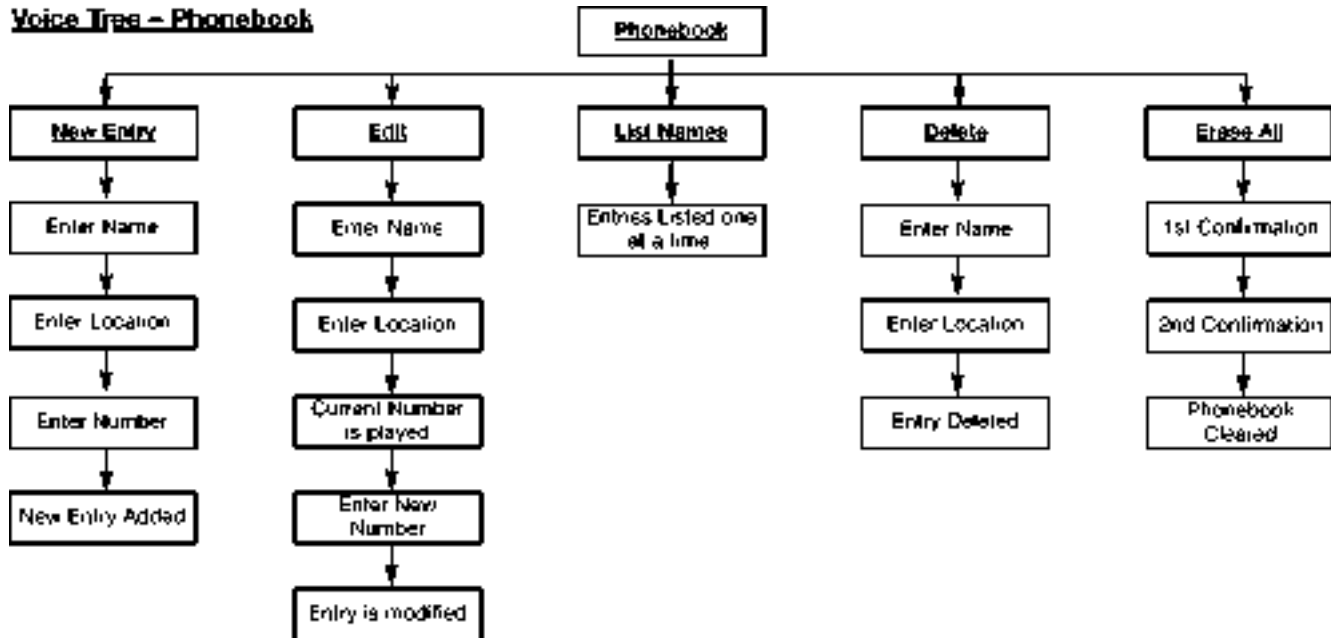 Voice Tree – Phonebook
Phonebook
New Entry
Edit
List Names
Delete
Erase All
Enter Name
Enter Name
Entries Listed one
at a time
Enter Name
1st Confirmation
Enter Location
Enter Location
Enter Location
2nd Confirmation
Enter Number
Current Number
is played
Entry Deleted
Phonebook
Cleared
New Entry Added
Enter New
Number
Entry is modified